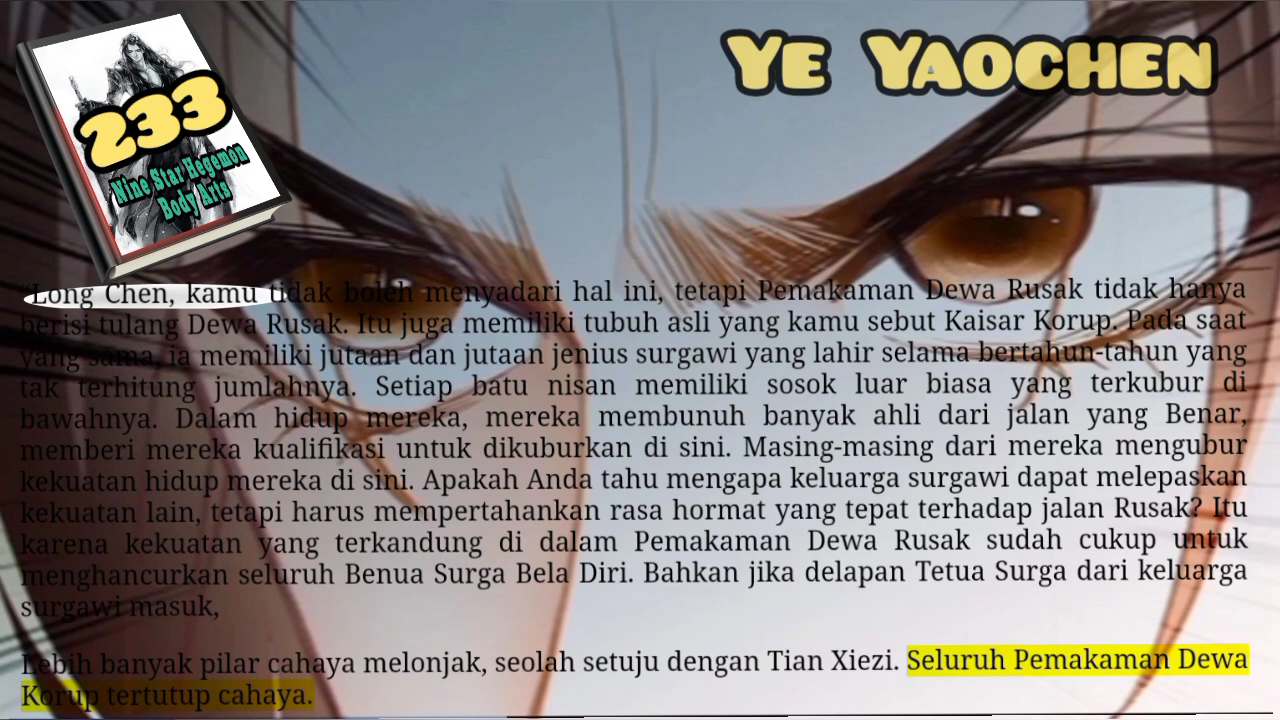 YE YAOCHEN
233
Nine Star Hegemon
Body Arts
"Long Chen, kamu tidak boleh menyadari hal ini, tetapi Pemakaman Dewa Rusak tidak hanya
berisi tulang Dewa Rusak. Itu juga memiliki tubuh asli yang kamu sebut Kaisar Korup. Pada saat
yang sama, ia memiliki jutaan dan jutaan jenius surgawi yang lahir selama bertahun-tahun yang
tak terhitung jumlahnya. Setiap batu nisan memiliki sosok luar biasa yang terkubur di
bawahnya. Dalam hidup mereka, mereka membunuh banyak ahli dari jalan yang Benar,
memberi mereka kualifikasi untuk dikuburkan di sini. Masing-masing dari mereka mengubur
kekuatan hidup mereka di sini. Apakah Anda tahu mengapa keluarga surgawi dapat melepaskan
kekuatan lain, tetapi harus mempertahankan rasa hormat yang tepat terhadap jalan Rusak? Itu
karena kekuatan yang terkandung di dalam Pemakaman Dewa Rusak sudah cukup untuk
menghancurkan seluruh Benua Surga Bela Diri. Bahkan jika delapan Tetua Surga dari keluarga
surgawi masuk,
Lebih banyak pilar cahaya melonjak, seolah setuju dengan Tian Xiezi. Seluruh Pemakaman Dewa
Korup tertutup cahaya.